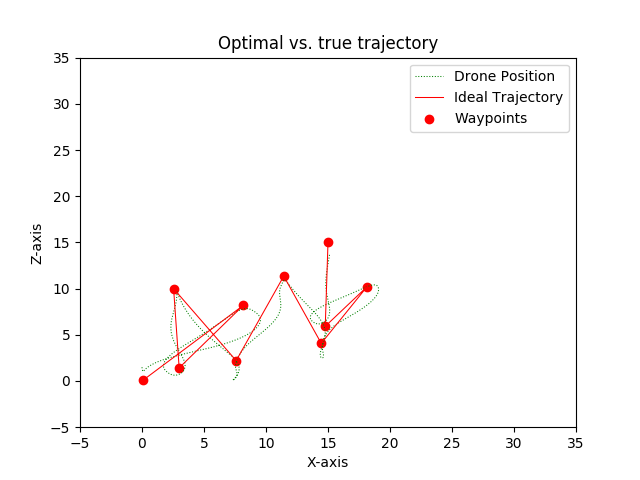 Optimal vs. true trajectory
Drone Position
Ideal Trajectory
Waypoints
Z-axis
35
30
25
20
15
10
5
0
−5
−5 0 5 10 15 20 25 30 35
X-axis